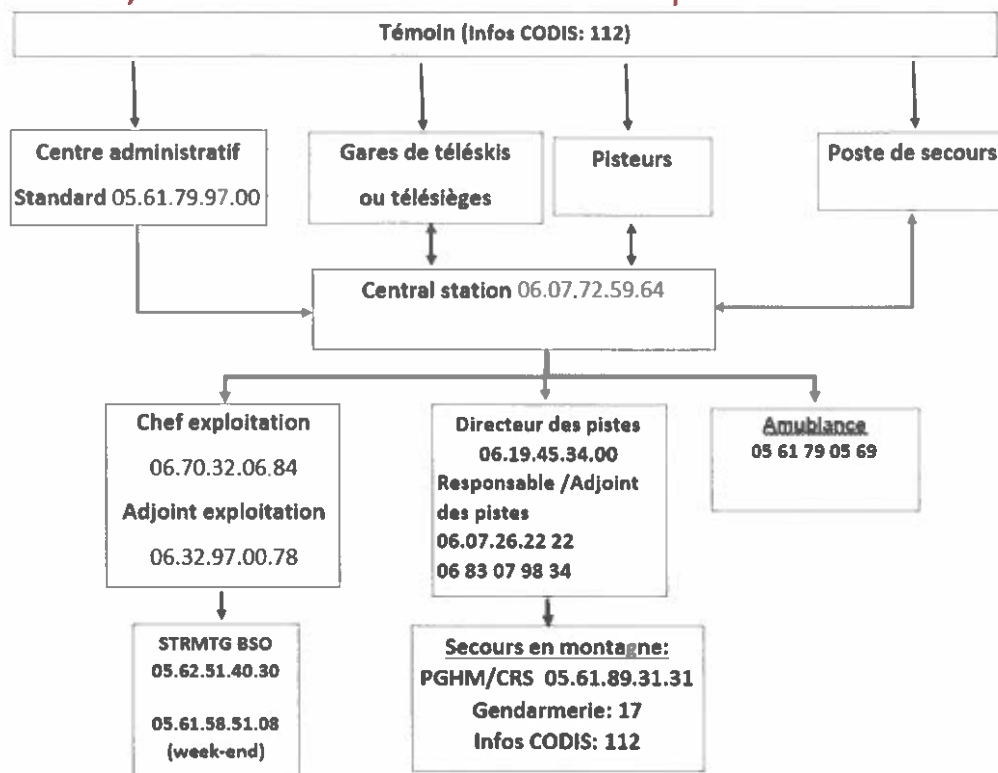 Témoin (Infos CODIS: 112)
Centre administratif
Standard 05.61.79.97.00
Gares de téléskis
ou télésièges
Pisteurs
Poste de secours
Central station 06.07.72.59.64
Chef exploitation
06.70.32.06.84
Adjoint exploitation
06.32.97.00.78
Directeur des pistes
06.19.45.34.00
Responsable /Adjoint
des pistes
06.07.26.22 22
06 83 07 98 34
Amublance
05 61 79 05 69
STRMTG BSO
05.62.51.40.30
05.61.58.51.08
(week-end)
Secours en montagne:
PGHM/CRS 05.61.89.31.31
Gendarmerie: 17
Infos CODIS: 112